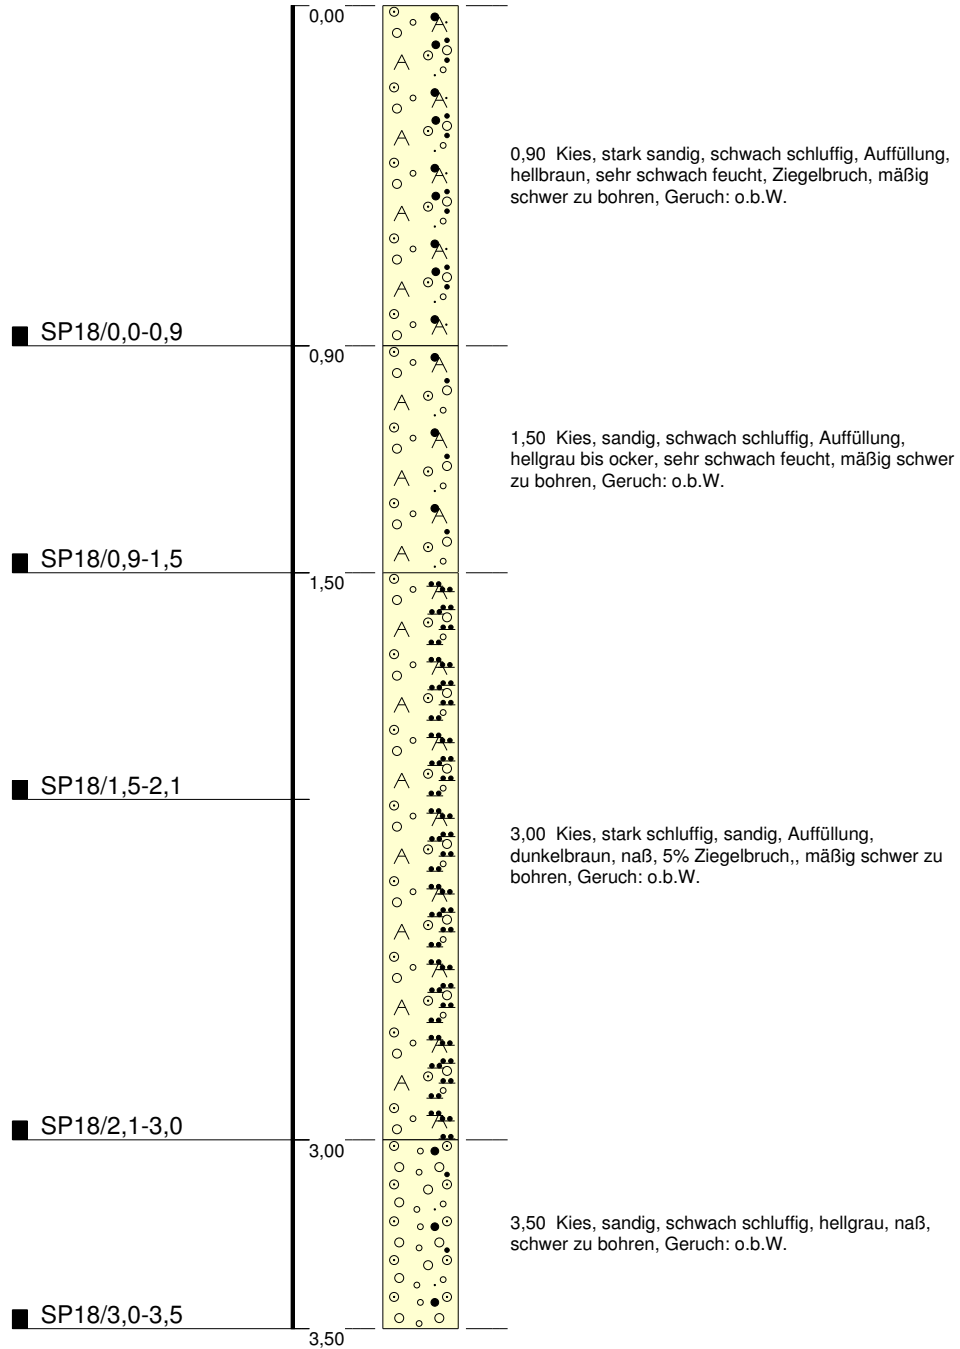 0,00
0,90 Kies, stark sandig, schwach schluffig, Auffüllung,
hellbraun, sehr schwach feucht, Ziegelbruch, mäßig
schwer zu bohren, Geruch: o.b.W.
SP18/0,0-0,9
0,90
1,50 Kies, sandig, schwach schluffig, Auffüllung,
hellgrau bis ocker, sehr schwach feucht, mäßig schwer
zu bohren, Geruch: o.b.W.
SP18/0,9-1,5
1,50
SP18/1,5-2,1
3,00 Kies, stark schluffig, sandig, Auffüllung,
dunkelbraun, naß, 5% Ziegelbruch,, mäßig schwer zu
bohren, Geruch: o.b.W.
SP18/2,1-3,0
3,00
3,50 Kies, sandig, schwach schluffig, hellgrau, naß,
schwer zu bohren, Geruch: o.b.W.
SP18/3,0-3,5
3,50